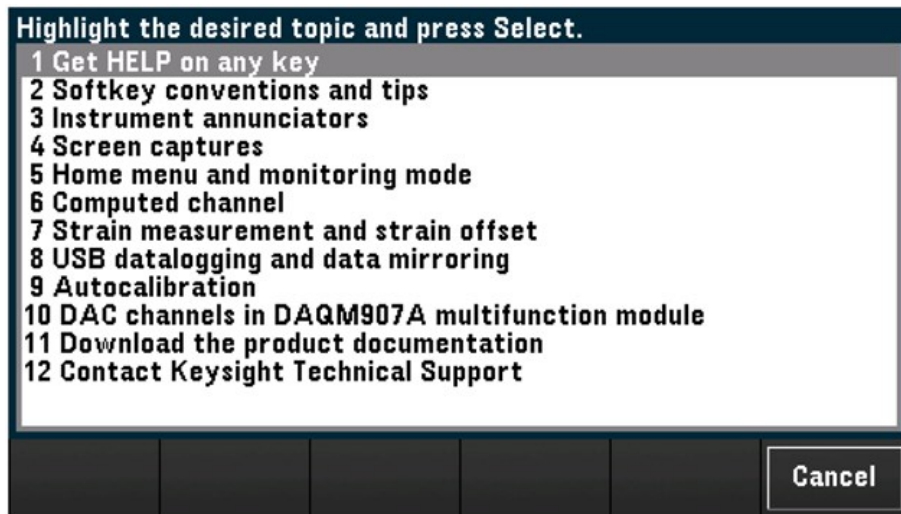 Highlight the desired topic and press Select.
1 Get HELP on any key
2 Softkey conventions and tips
3 Instrument annunciators
4 Screen captures
5 Home menu and monitoring mode
6 Computed channel
7 Strain measurement and strain offset
8 USB datalogging and data mirroring
9 Autocalibration
10 DAC channels in DAQM907A multifunction module
11 Download the product documentation
12 Contact Keysight Technical Support
Cancel